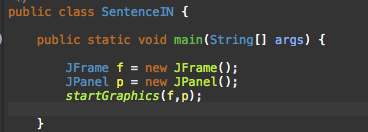 public class SentenceIN {
public static void main(String[] args) {
JFrame f = new JFrame();
JPanel p = new JPanel();
startGraphics(f,p);
}